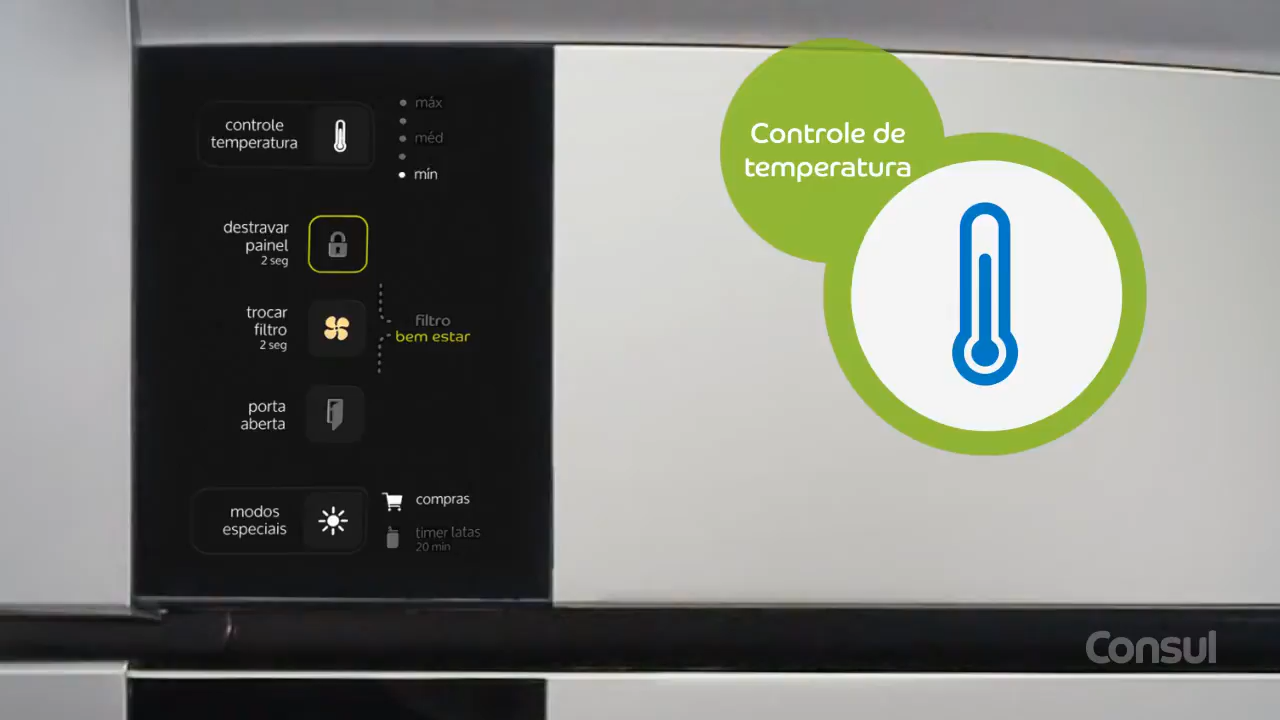 controle
temperatura
máx
méd
mín
destravar
painel
2 seg
trocar
filtro
2 seg
filtro
bem estar
porta
aberta
modos
especiais
compras
timer latas
20 min
Controle de
temperatura
Consul